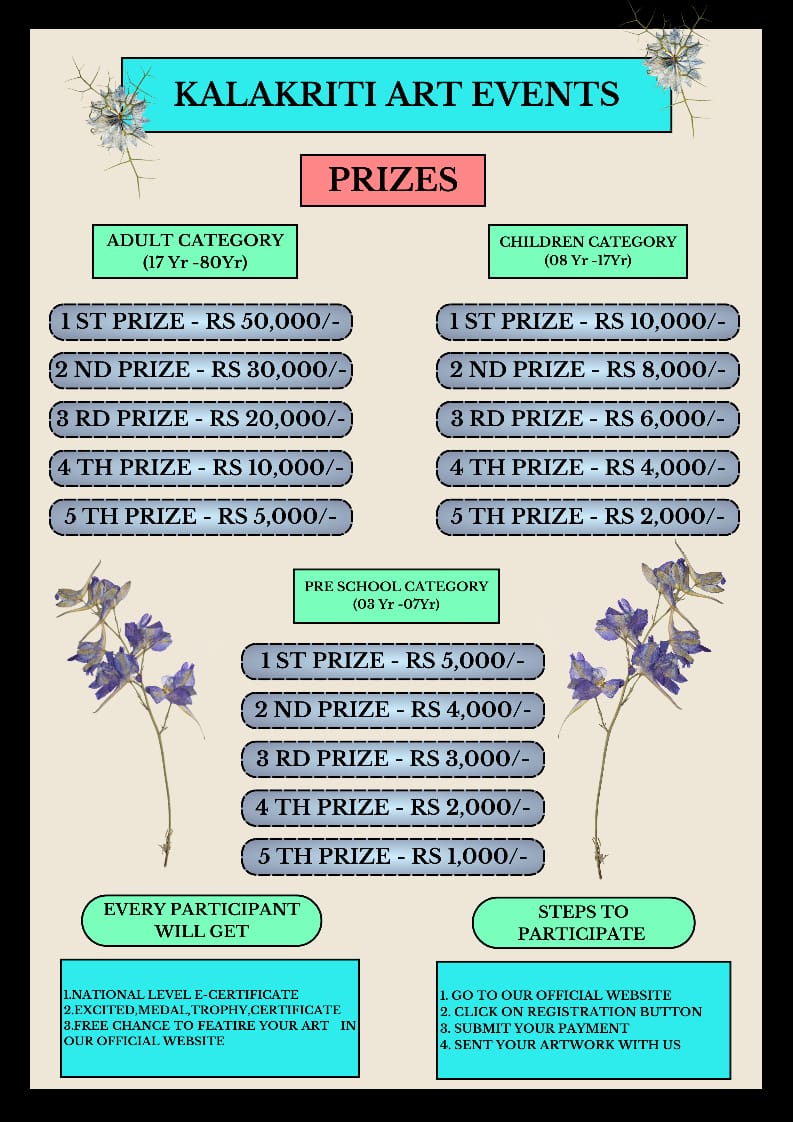 KALAKRITI ART EVENTS
PRIZES
ADULT CATEGORY
(17 Yr -80Yr)
1 ST PRIZE - RS 50,000/-
2 ND PRIZE - RS 30,000/-
3 RD PRIZE - RS 20,000/-
4 TH PRIZE - RS 10,000/-
5 TH PRIZE - RS 5,000/-
CHILDREN CATEGORY
(08 Yr -17Yr)
1 ST PRIZE - RS 10,000/-
2 ND PRIZE - RS 8,000/-
3 RD PRIZE - RS 6,000/-
4 TH PRIZE - RS 4,000/-
5 TH PRIZE - RS 2,000/-
PRE SCHOOL CATEGORY
(03 Yr -07Yr)
1 ST PRIZE - RS 5,000/-
2 ND PRIZE - RS 4,000/-
3 RD PRIZE - RS 3,000/-
4 TH PRIZE - RS 2,000/-
5 TH PRIZE - RS 1,000/-
EVERY PARTICIPANT
WILL GET
1.NATIONAL LEVEL E-CERTIFICATE
2.EXCITED,MEDAL,TROPHY,CERTIFICATE
3.FREE CHANCE TO FEATIRE YOUR ART IN
OUR OFFICIAL WEBSITE
STEPS TO
PARTICIPATE
1. GO TO OUR OFFICIAL WEBSITE
2. CLICK ON REGISTRATION BUTTON
3. SUBMIT YOUR PAYMENT
4. SENT YOUR ARTWORK WITH US